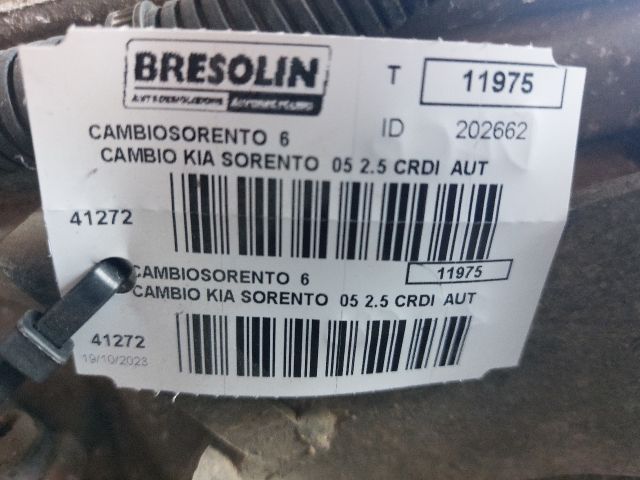 BRESOLIN
AUTODEMOLIZIONE
T 11975
CAMBIOSORENTO 6
ID 202662
CAMBIO KIA SORENTO 05 2.5 CRDI AUT
41272
CAMBIOSORENTO 6
11975
CAMBIO KIA SORENTO 05 2.5 CRDI AUT
41272
19/10/2023